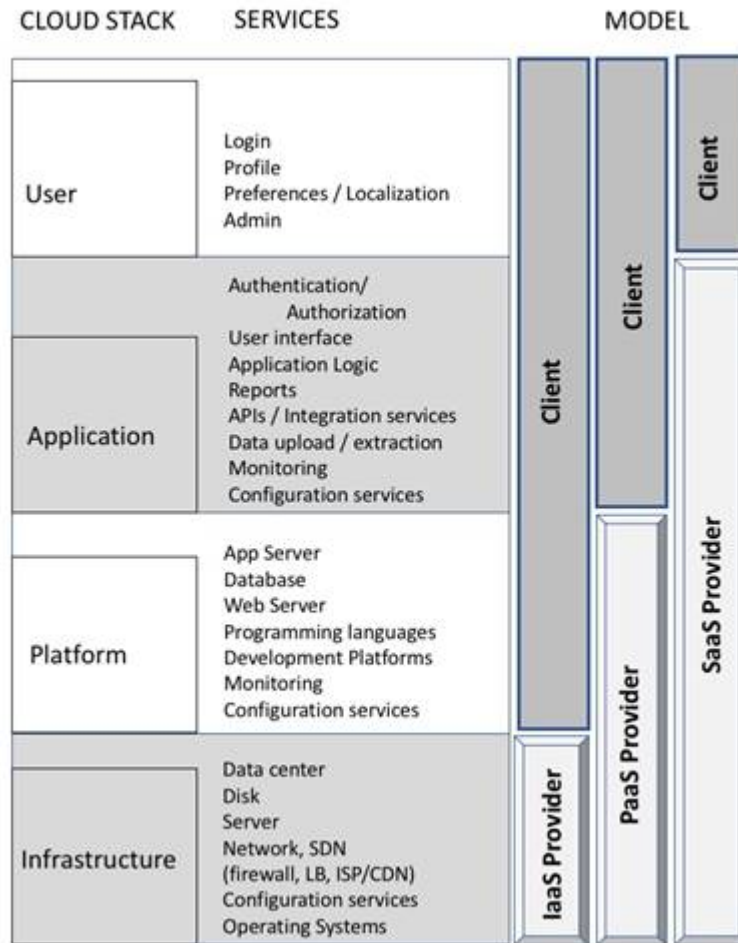 CLOUD STACK SERVICES MODEL
User
Login
Profile
Preferences / Localization
Admin
Application
Authentication/
Authorization
User interface
Application Logic
Reports
APIs / Integration services
Data upload / extraction
Monitoring
Configuration services
Platform
App Server
Database
Web Server
Programming languages
Development Platforms
Monitoring
Configuration services
Infrastructure
Data center
Disk
Server
Network, SDN
(firewall, LB, ISP/CDN)
Configuration services
Operating Systems
Client
IaaS Provider
Client
PaaS Provider
Client
SaaS Provider